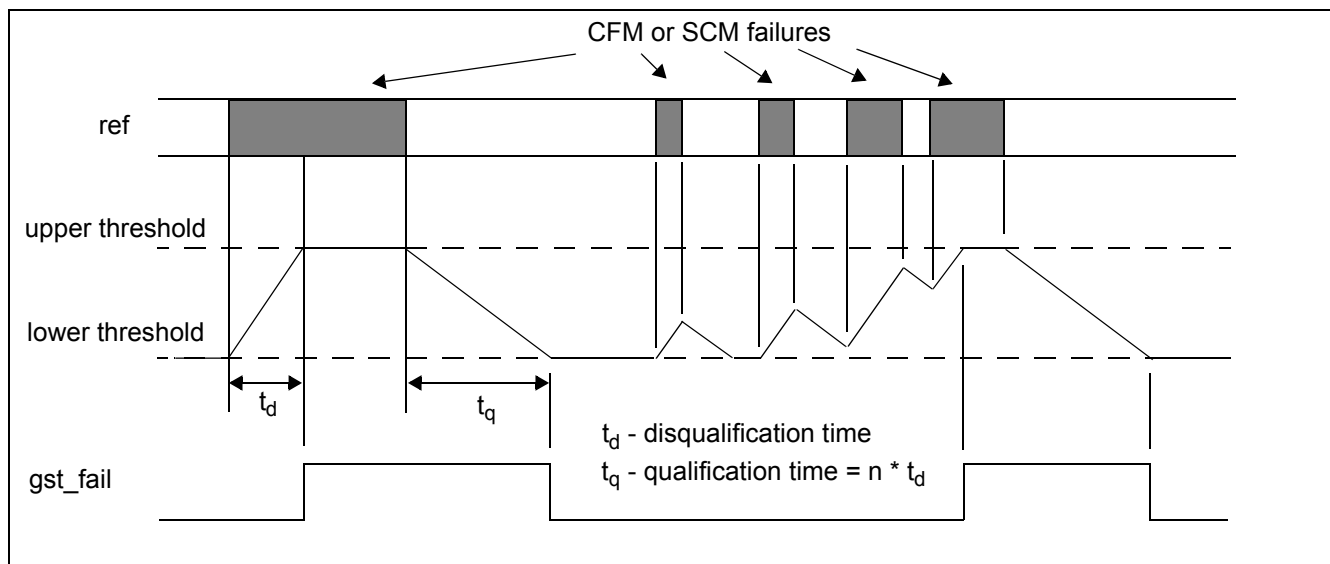 CFM or SCM failures
ref
upper threshold
lower threshold
td
tq
td - disqualification time
tq - qualification time = n * td
gst_fail